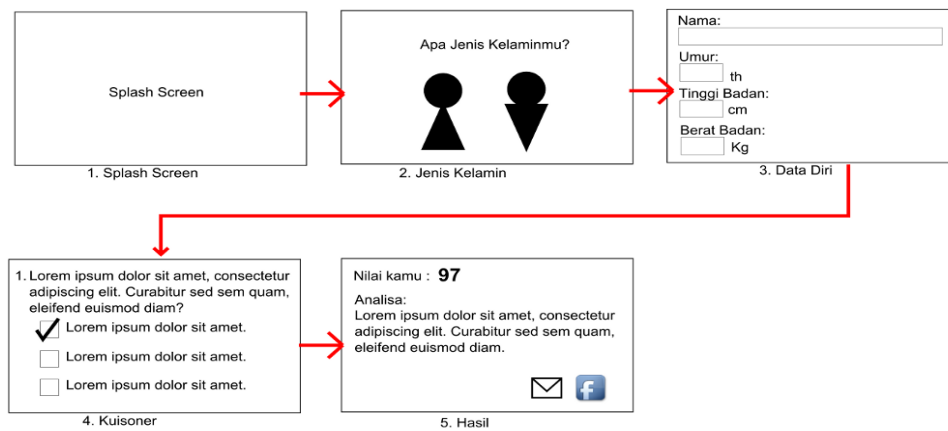 Splash Screen
1. Splash Screen
Apa Jenis Kelaminmu?
2. Jenis Kelamin
Nama:
Umur:
th
Tinggi Badan:
cm
Berat Badan:
Kg
3. Data Diri
1. Lorem ipsum dolor sit amet, consectetur
adipiscing elit. Curabitur sed sem quam,
eleifend euismod diam?
Lorem ipsum dolor sit amet.
Lorem ipsum dolor sit amet.
Lorem ipsum dolor sit amet.
4. Kuisoner
Nilai kamu : 97
Analisa:
Lorem ipsum dolor sit amet, consectetur
adipiscing elit. Curabitur sed sem quam,
eleifend euismod diam.
f
5. Hasil